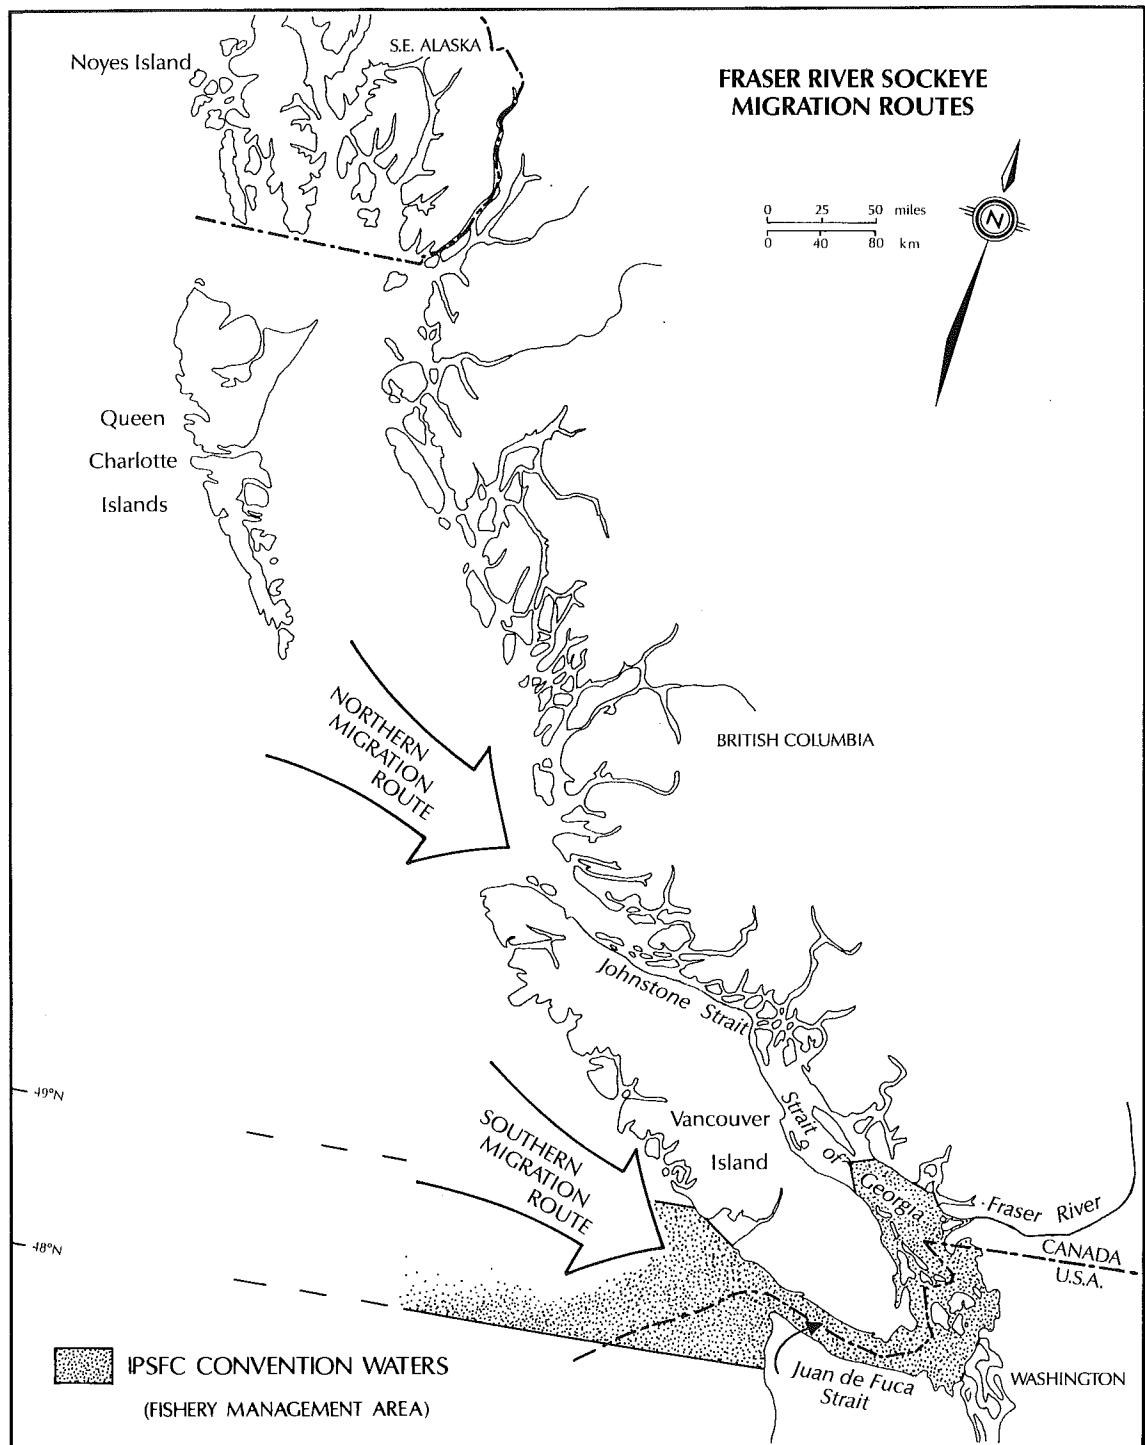 S.E. ALASKA
Noyes Island
FRASER RIVER SOCKEYE
MIGRATION ROUTES
0 25 50 miles
0 40 80 km
N
Queen
Charlotte
Islands
NORTHERN
MIGRATION
ROUTE
BRITISH COLUMBIA
Johnstone Strait
49°N
Vancouver
Island
Strait of
Georgia
SOUTHERN
MIGRATION
ROUTE
Fraser River
48°N
CANADA
U.S.A.
IPSFC CONVENTION WATERS
(FISHERY MANAGEMENT AREA)
Juan de Fuca
Strait
WASHINGTON